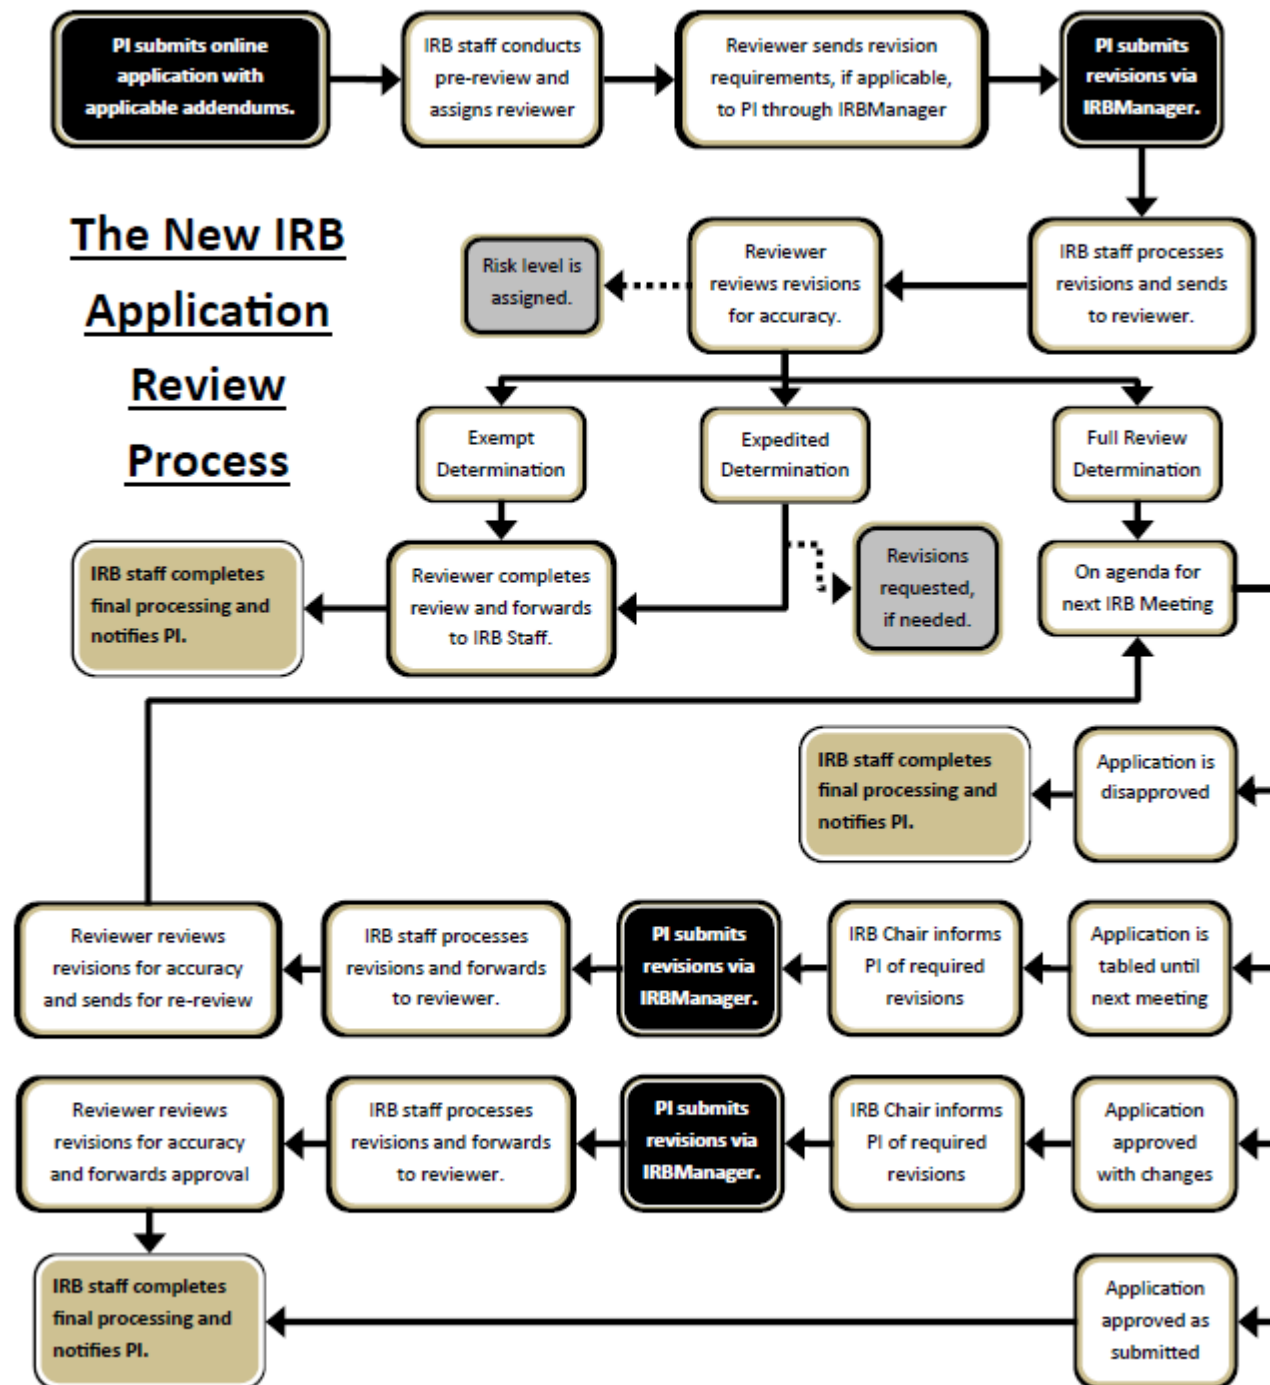 PI submits online
application with
applicable addendums.
IRB staff conducts
pre-review and
assigns reviewer
Reviewer sends revision
requirements, if applicable,
to PI through IRBManager
PI submits
revisions via
IRBManager.
The New IRB
Application
Review
Process
Risk level is
assigned.
Reviewer
reviews revisions
for accuracy.
IRB staff processes
revisions and sends
to reviewer.
Exempt
Determination
Expedited
Determination
Full Review
Determination
IRB staff completes
final processing and
notifies PI.
Reviewer completes
review and forwards
to IRB Staff.
Revisions
requested,
if needed.
On agenda for
next IRB Meeting
IRB staff completes
final processing and
notifies PI.
Application is
disapproved
Reviewer reviews
revisions for accuracy
and sends for re-review
IRB staff processes
revisions and forwards
to reviewer.
PI submits
revisions via
IRBManager.
IRB Chair informs
PI of required
revisions
Application is
tabled until
next meeting
Reviewer reviews
revisions for accuracy
and forwards approval
IRB staff processes
revisions and forwards
to reviewer.
PI submits
revisions via
IRBManager.
IRB Chair informs
PI of required
revisions
Application
approved
with changes
IRB staff completes
final processing and
notifies PI.
Application
approved as
submitted